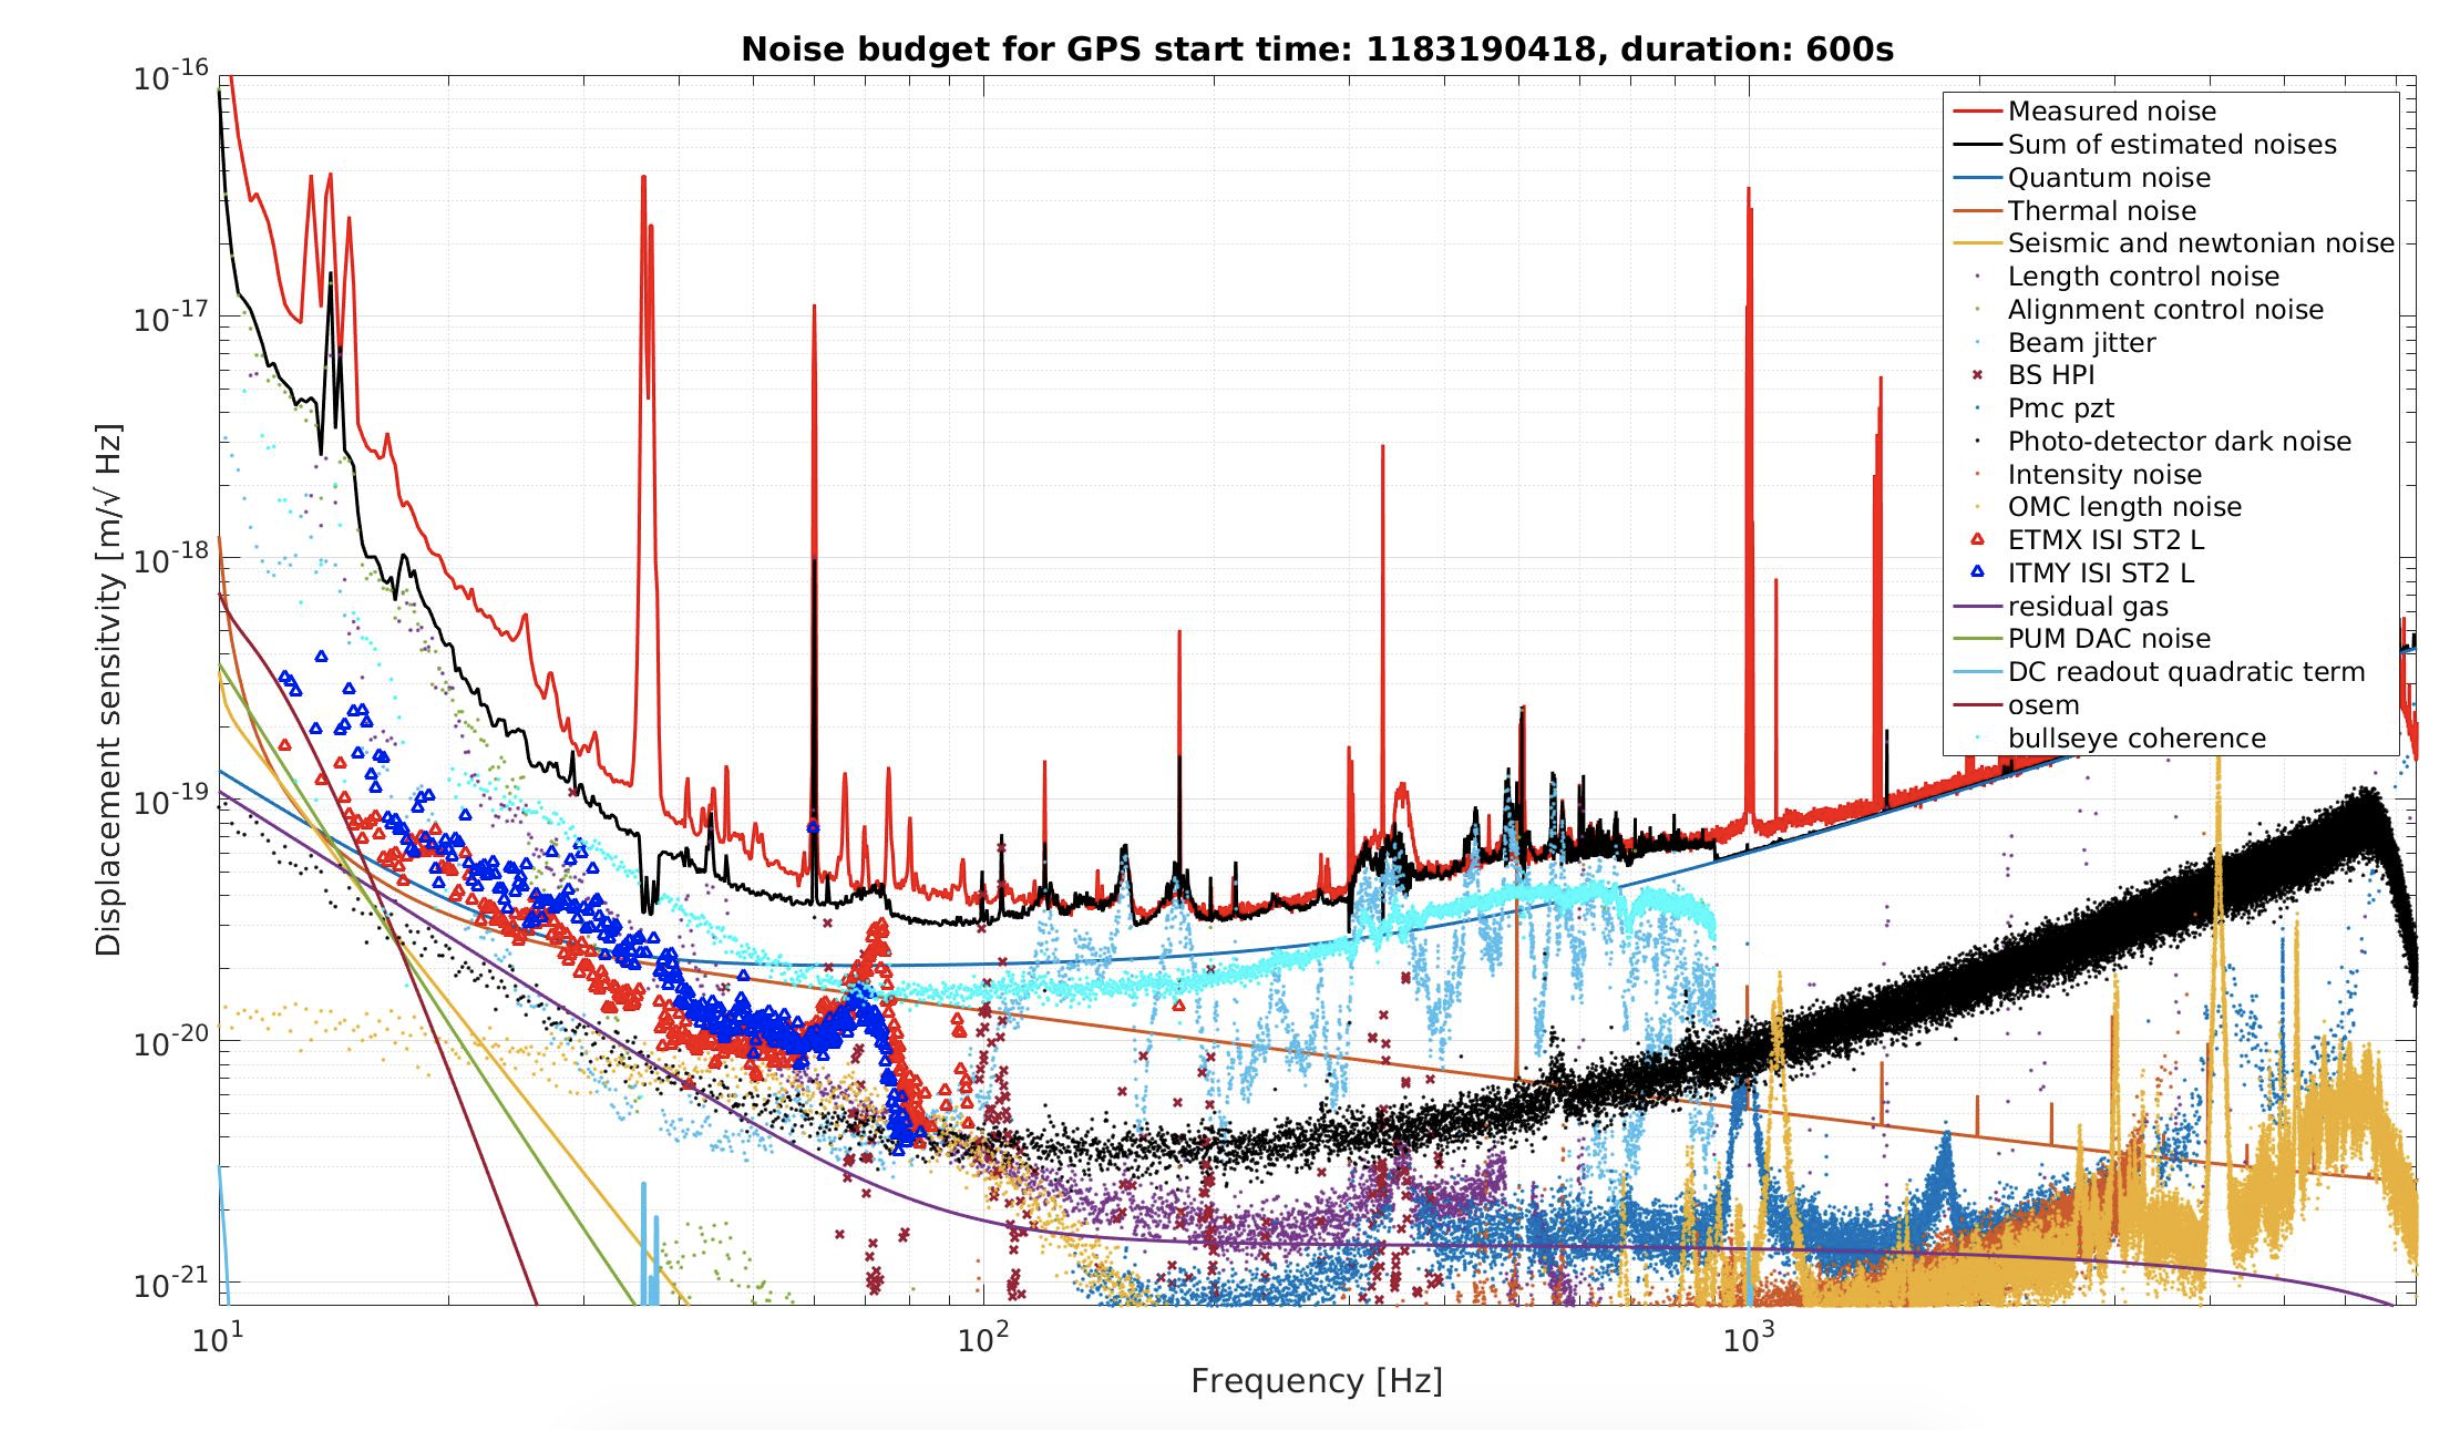 Noise budget for GPS start time: 1183190418, duration: 600s
10^-16
10^-17
10^-18
10^-19
10^-20
10^-21
Displacement sensitvity [m/√ Hz]
Measured noise
Sum of estimated noises
Quantum noise
Thermal noise
Seismic and newtonian noise
Length control noise
Alignment control noise
Beam jitter
BS HPI
Pmc pzt
Photo-detector dark noise
Intensity noise
OMC length noise
ETMX ISI ST2 L
ITMY ISI ST2 L
residual gas
PUM DAC noise
DC readout quadratic term
osem
bullseye coherence
10^1 10^2 10^3
Frequency [Hz]